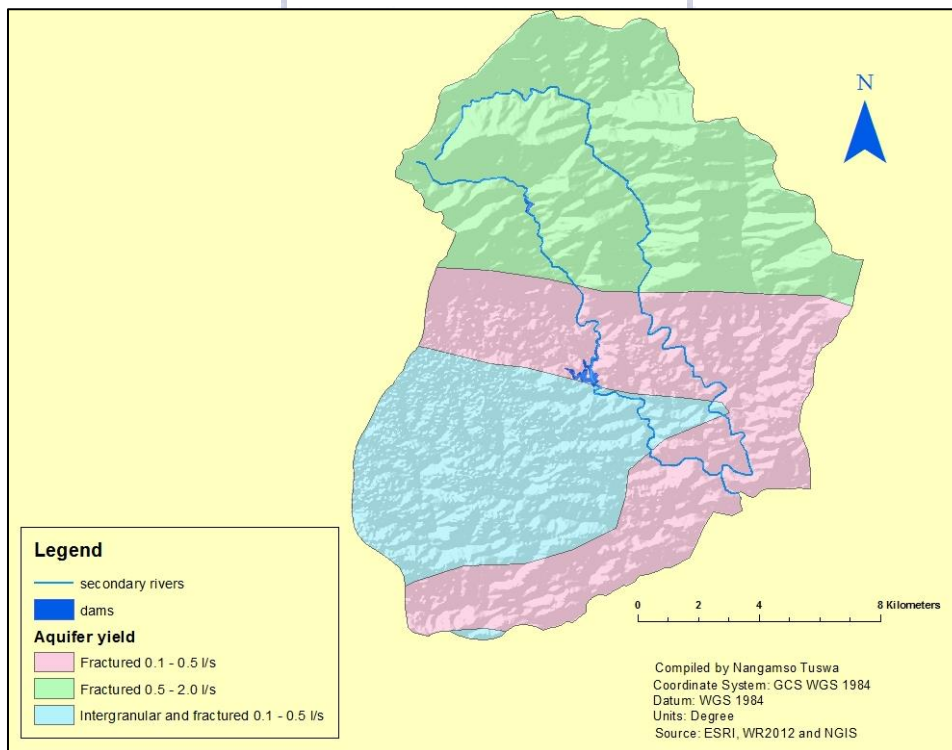 N
Legend
secondary rivers
dams
Aquifer yield
Fractured 0.1 - 0.5 l/s
Fractured 0.5 - 2.0 l/s
Intergranular and fractured 0.1 - 0.5 l/s
0 2 4 8 Kilometers
Compiled by Nangamso Tuswa
Coordinate System: GCS WGS 1984
Datum: WGS 1984
Units: Degree
Source: ESRI, WR2012 and NGIS